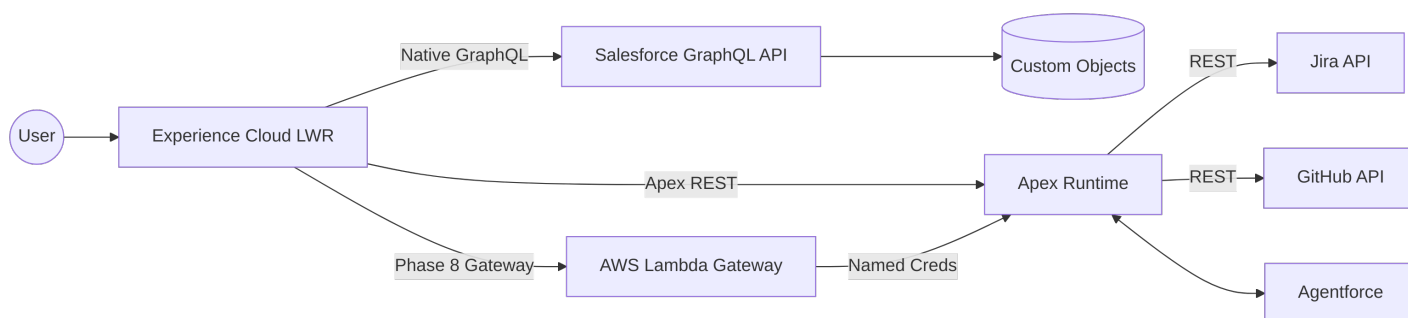 User
Experience Cloud LWR
Native GraphQL
Salesforce GraphQL API
Custom Objects
Apex REST
Apex Runtime
Phase 8 Gateway
AWS Lambda Gateway
Named Creds
REST
Jira API
REST
GitHub API
Agentforce